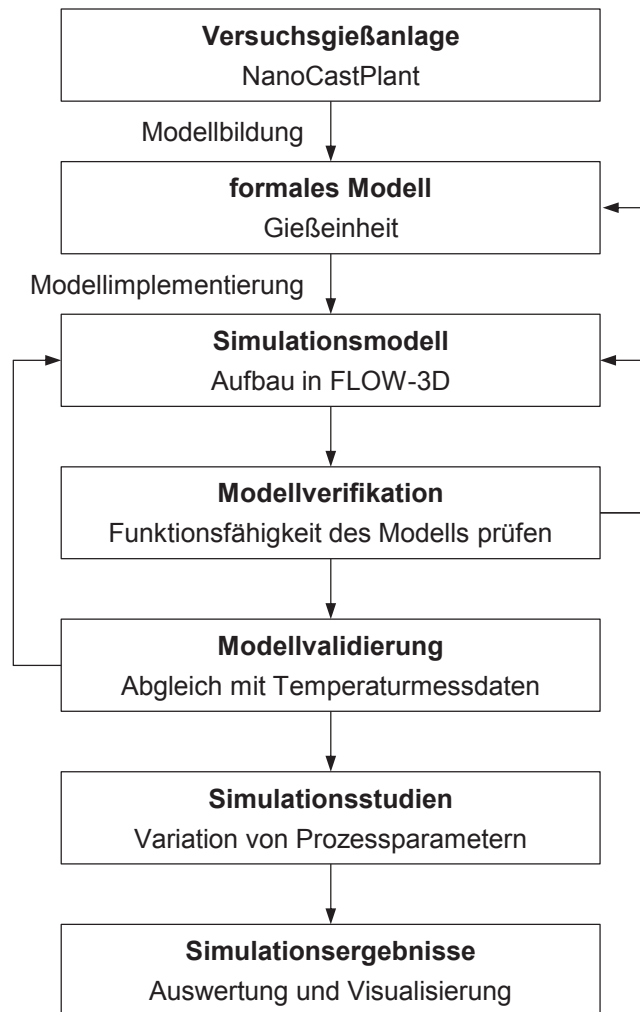 Versuchsgießanlage
NanoCastPlant
Modellbildung
formales Modell
Gießeinheit
Modellimplementierung
Simulationsmodell
Aufbau in FLOW-3D
Modellverifikation
Funktionsfähigkeit des Modells prüfen
Modellvalidierung
Abgleich mit Temperaturmessdaten
Simulationsstudien
Variation von Prozessparametern
Simulationsergebnisse
Auswertung und Visualisierung